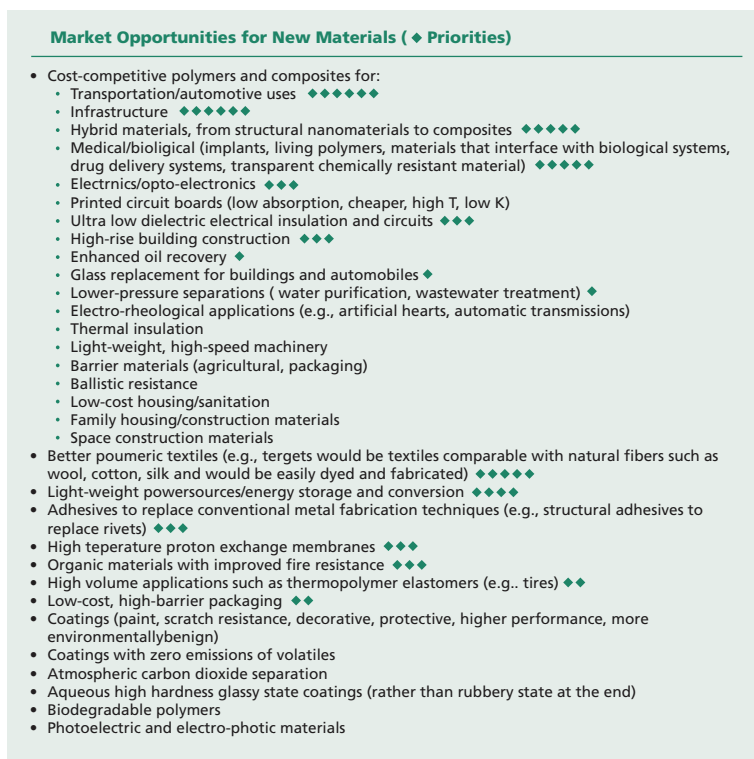 Market Opportunities for New Materials ( ◆ Priorities)
• Cost-competitive polymers and composites for:
• Transportation/automotive uses ◆◆◆◆◆◆
• Infrastructure ◆◆◆◆◆◆
• Hybrid materials, from structural nanomaterials to composites ◆◆◆◆◆
• Medical/bioligical (implants, living polymers, materials that interface with biological systems,
drug delivery systems, transparent chemically resistant material) ◆◆◆◆◆
• Electrnics/opto-electronics ◆◆◆
• Printed circuit boards (low absorption, cheaper, high T, low K)
• Ultra low dielectric electrical insulation and circuits ◆◆◆
• High-rise building construction ◆◆◆
• Enhanced oil recovery ◆
• Glass replacement for buildings and automobiles ◆
• Lower-pressure separations ( water purification, wastewater treatment) ◆
• Electro-rheological applications (e.g., artificial hearts, automatic transmissions)
• Thermal insulation
• Light-weight, high-speed machinery
• Barrier materials (agricultural, packaging)
• Ballistic resistance
• Low-cost housing/sanitation
• Family housing/construction materials
• Space construction materials
• Better poumeric textiles (e.g., tergets would be textiles comparable with natural fibers such as
wool, cotton, silk and would be easily dyed and fabricated) ◆◆◆◆◆
• Light-weight powersources/energy storage and conversion ◆◆◆◆
• Adhesives to replace conventional metal fabrication techniques (e.g., structural adhesives to
replace rivets) ◆◆◆
• High teperature proton exchange membranes ◆◆◆
• Organic materials with improved fire resistance ◆◆◆
• High volume applications such as thermopolymer elastomers (e.g.. tires) ◆◆
• Low-cost, high-barrier packaging ◆◆
• Coatings (paint, scratch resistance, decorative, protective, higher performance, more
environmentallybenign)
• Coatings with zero emissions of volatiles
• Atmospheric carbon dioxide separation
• Aqueous high hardness glassy state coatings (rather than rubbery state at the end)
• Biodegradable polymers
• Photoelectric and electro-photic materials